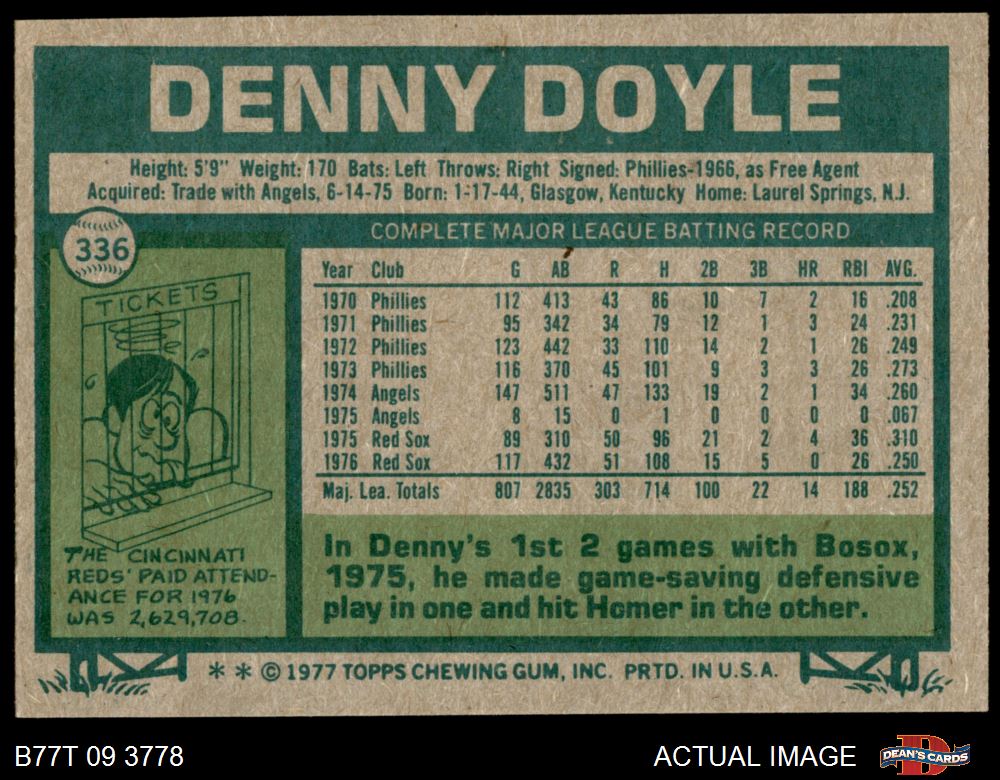 DENNY DOYLE
Height: 5'9" Weight: 170 Bats: Left Throws: Right Signed: Phillies-1966, as Free Agent
Acquired: Trade with Angels, 6-14-75 Born: 1-17-44, Glasgow, Kentucky Home: Laurel Springs, N.J.
336
TICKETS
THE CINCINNATI
REDS' PAID ATTEND-
ANCE FOR 1976
WAS 2,629,708.
COMPLETE MAJOR LEAGUE BATTING RECORD
Year Club G AB R H 2B 3B HR RBI AVG.
1970 Phillies 112 413 43 86 10 7 2 16 .208
1971 Phillies 95 342 34 79 12 1 3 24 .231
1972 Phillies 123 442 33 110 14 2 1 26 .249
1973 Phillies 116 370 45 101 9 3 3 26 .273
1974 Angels 147 511 47 133 19 2 1 34 .260
1975 Angels 8 15 0 1 0 0 0 0 .067
1975 Red Sox 89 310 50 96 21 2 4 36 .310
1976 Red Sox 117 432 51 108 15 5 0 26 .250
Maj. Lea. Totals 807 2835 303 714 100 22 14 188 .252
In Denny's 1st 2 games with Bosox,
1975, he made game-saving defensive
play in one and hit Homer in the other.
** © 1977 TOPPS CHEWING GUM, INC. PRTD. IN U.S.A.
B77T 09 3778 ACTUAL IMAGE DEAN'S CARDS